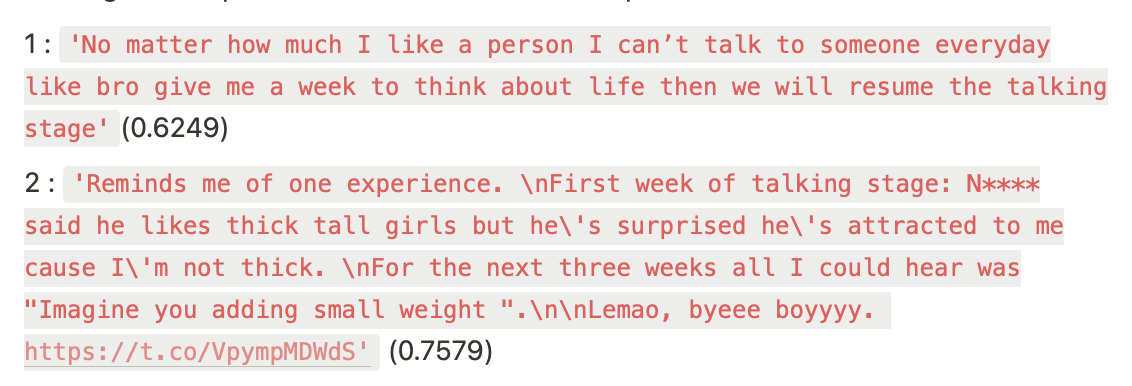 1 : 'No matter how much I like a person I can’t talk to someone everyday
like bro give me a week to think about life then we will resume the talking
stage' (0.6249)
2 : 'Reminds me of one experience. \nFirst week of talking stage: N****
said he likes thick tall girls but he\'s surprised he\'s attracted to me
cause I\'m not thick. \nFor the next three weeks all I could hear was
"Imagine you adding small weight ".\n\nLemao, byeee boyyyy.
https://t.co/VpympMDWdS' (0.7579)